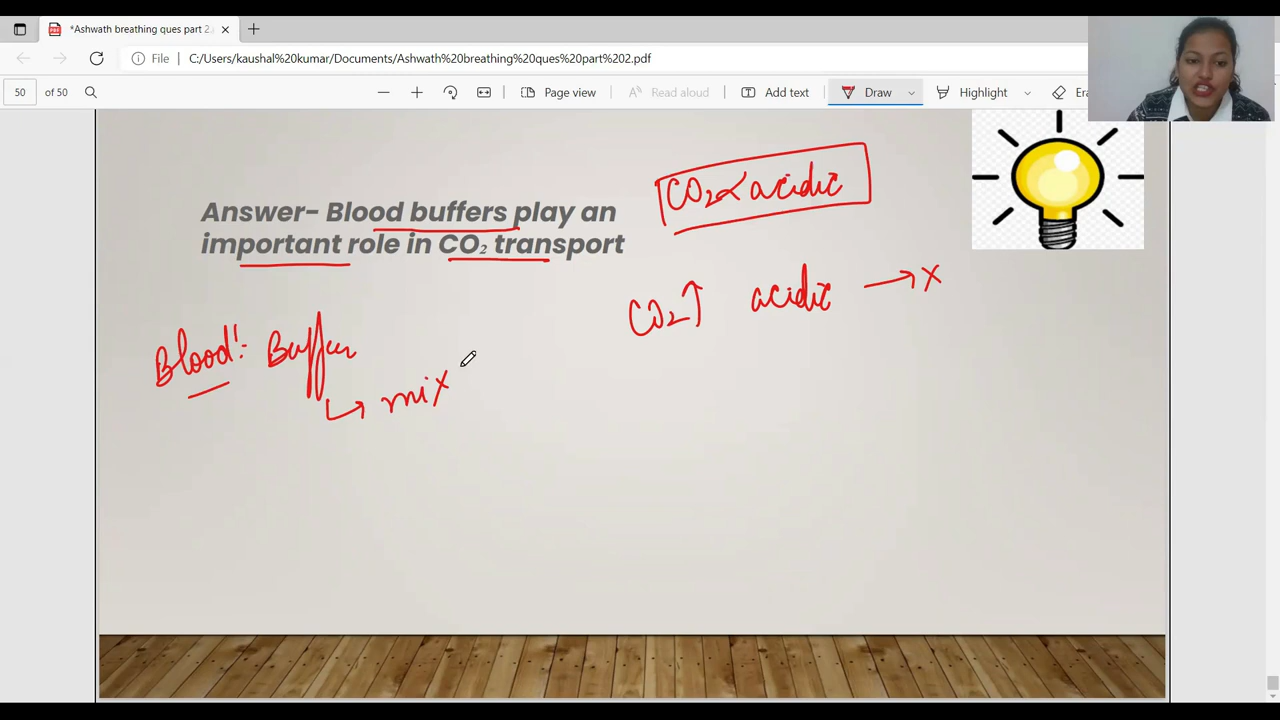 *Ashwath breathing ques part 2.
File C:/Users/kaushal%20kumar/Documents/Ashwath%20breathing%20ques%20part%202.pdf
50 of 50 Page view Read aloud Add text Draw Highlight Era
CO2 ∝ acidic
Answer- Blood buffers play an
important role in CO₂ transport
CO2↑ acidic → X
Blood!: Buffer
↳ mix